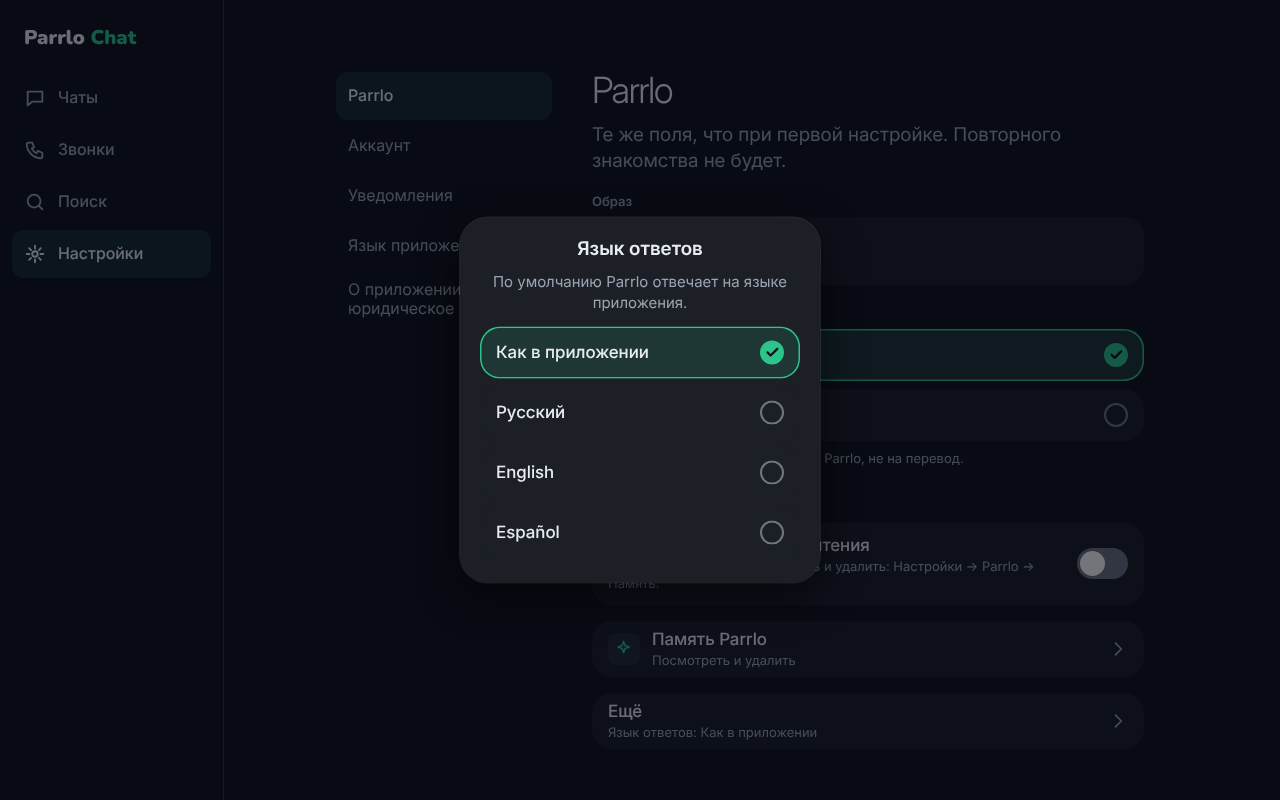 Parrlo Chat
Чаты
Звонки
Поиск
Настройки
Parrlo
Аккаунт
Уведомления
Язык приложе
О приложении
юридическое
Parrlo
Те же поля, что при первой настройке. Повторного
знакомства не будет.
Образ
Язык ответов
По умолчанию Parrlo отвечает на языке
приложения.
Как в приложении
Русский
English
Español
Parrlo, не на перевод.
и удалить: Настройки → Parrlo →
Память.
Память Parrlo
Посмотреть и удалить
Ещё
Язык ответов: Как в приложении